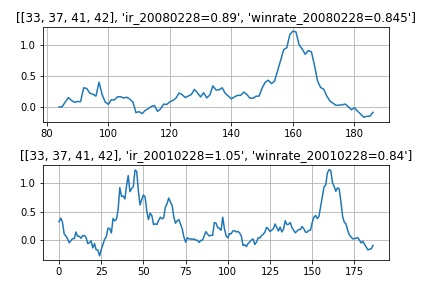 [[33, 37, 41, 42], 'ir_20080228=0.89', 'winrate_20080228=0.845']
1.0
0.5
0.0
80 100 120 140 160 180
[[33, 37, 41, 42], 'ir_20010228=1.05', 'winrate_20010228=0.84']
1.0
0.5
0.0
0 25 50 75 100 125 150 175